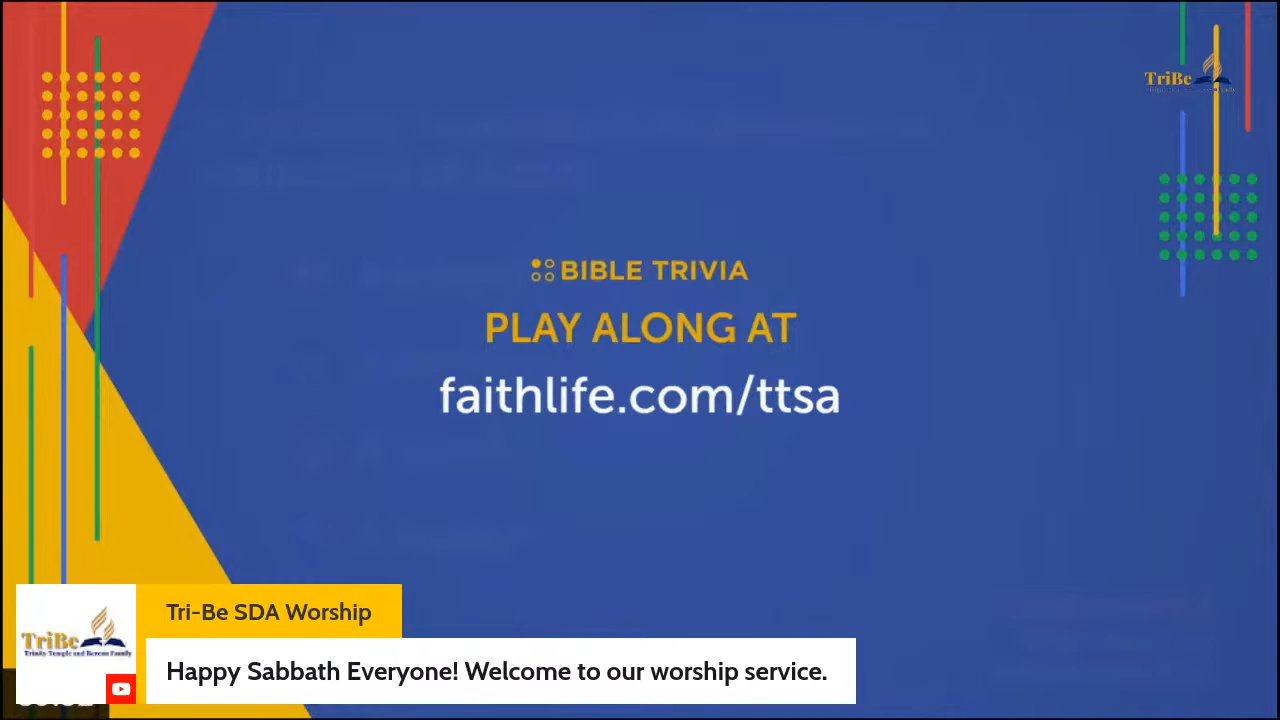 TriBe
BIBLE TRIVIA
PLAY ALONG AT
faithlife.com/ttsa
Tri-Be SDA Worship
TriBe
Trinity Temple and Berean Family
Happy Sabbath Everyone! Welcome to our worship service.